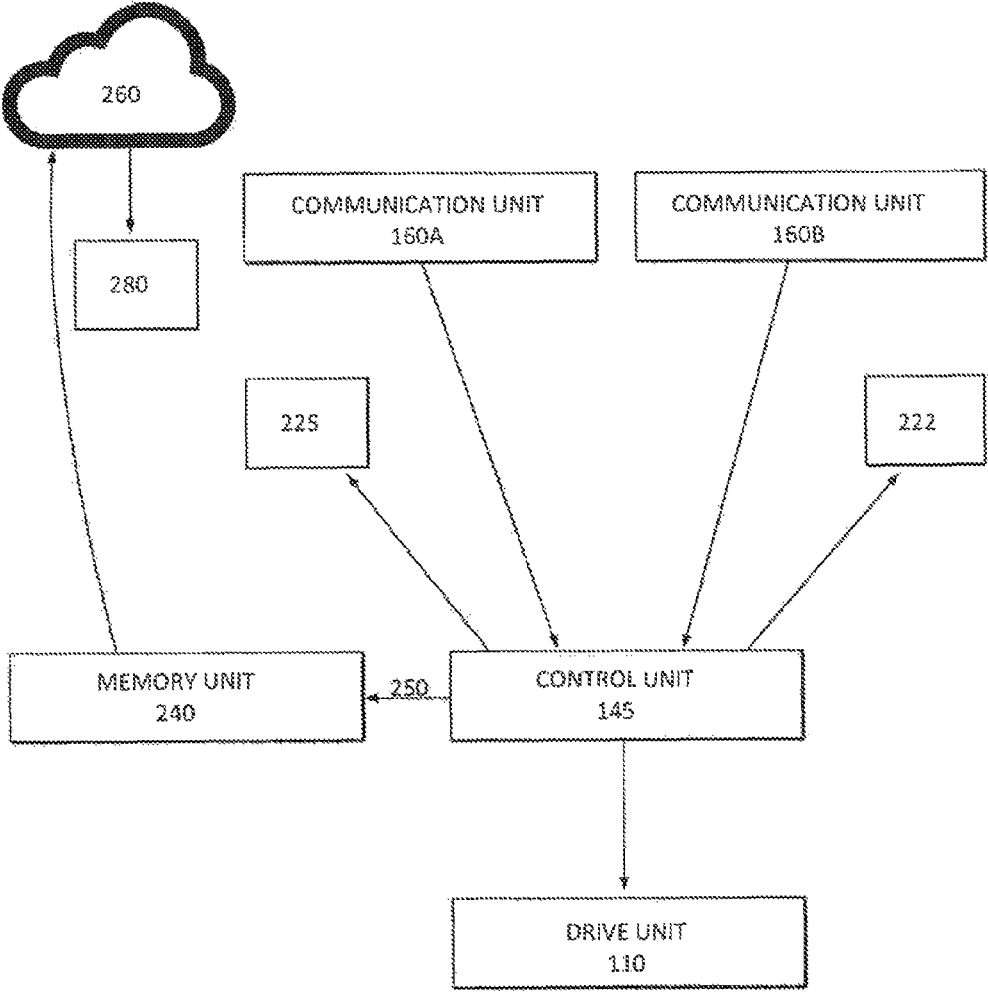 260
COMMUNICATION UNIT
160A
COMMUNICATION UNIT
160B
280
225
222
MEMORY UNIT
240
250
CONTROL UNIT
145
DRIVE UNIT
110